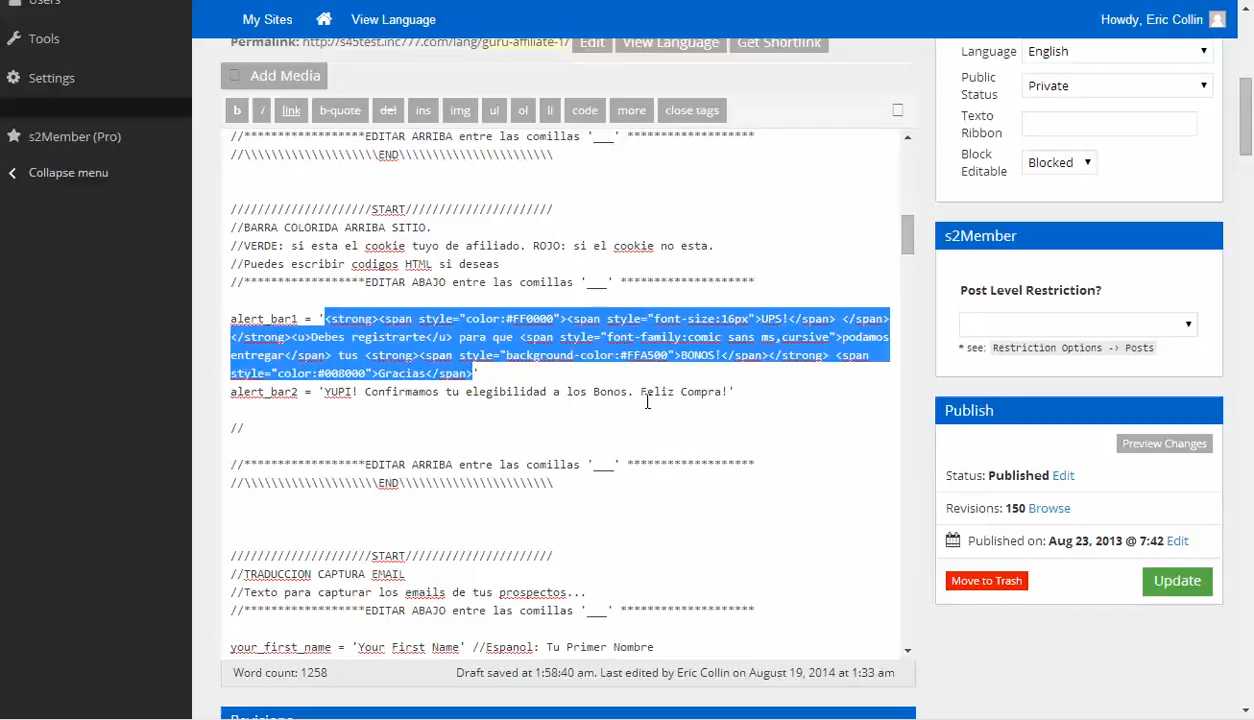 Users
Tools
Settings
s2Member (Pro)
Collapse menu
My Sites View Language Howdy, Eric Collin
Permalink: http://s45test.inc777.com/lang/guru-affiliate-1/ Edit View Language Get Shortlink
Add Media
b i link b-quote del ins img ul ol li code more close tags
//******************EDITAR ARRIBA entre las comillas '___' *******************
//\\\\\\\\\\\\\\\\\\\\\END\\\\\\\\\\\\\\\\\\\\\\\
/////////////////////START//////////////////////
//BARRA COLORIDA ARRIBA SITIO.
//VERDE: si esta el cookie tuyo de afiliado. ROJO: si el cookie no esta.
//Puedes escribir codigos HTML si deseas
//******************EDITAR ABAJO entre las comillas '___' *******************
alert_bar1 = '<strong><span style="color:#FF0000"><span style="font-size:16px">UPS!</span> </span>
</strong><u>Debes registrarte</u> para que <span style="font-family:comic sans ms,cursive">podamos
entregar</span> tus <strong><span style="background-color:#FFA500">BONOS!</span></strong> <span
style="color:#008000">Gracias</span>'
alert_bar2 = 'YUPI! Confirmamos tu elegibilidad a los Bonos. Feliz Compra!'
//
//******************EDITAR ARRIBA entre las comillas '___' *******************
//\\\\\\\\\\\\\\\\\\\\\END\\\\\\\\\\\\\\\\\\\\\\\
/////////////////////START//////////////////////
//TRADUCCION CAPTURA EMAIL
//Texto para capturar los emails de tus prospectos...
//******************EDITAR ABAJO entre las comillas '___' *******************
your_first_name = 'Your First Name' //Espanol: Tu Primer Nombre
Word count: 1258 Draft saved at 1:58:40 am. Last edited by Eric Collin on August 19, 2014 at 1:33 am
Revisions
Language English
Public Status Private
Texto Ribbon
Block Editable Blocked
s2Member
Post Level Restriction?
* see: Restriction Options -> Posts
Publish
Preview Changes
Status: Published Edit
Revisions: 150 Browse
Published on: Aug 23, 2013 @ 7:42 Edit
Move to Trash Update